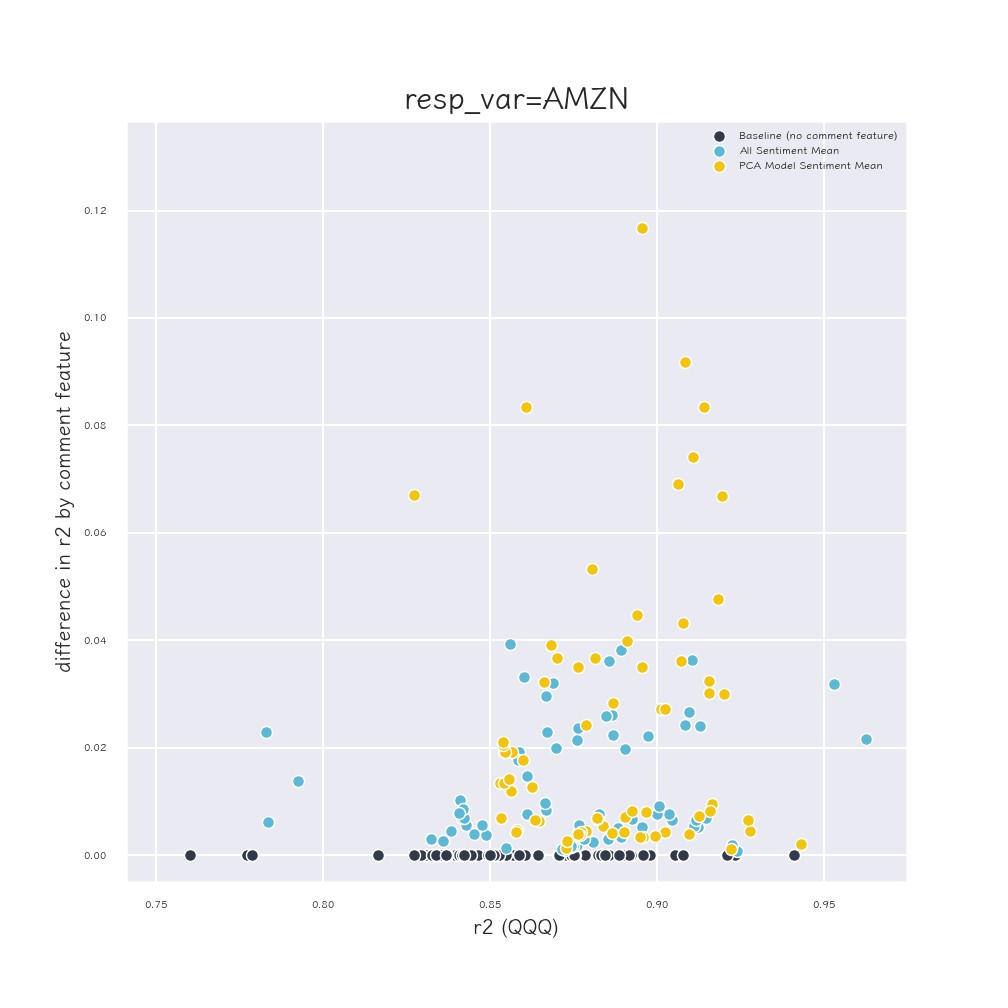 resp_var=AMZN
Baseline (no comment feature)
All Sentiment Mean
PCA Model Sentiment Mean
difference in r2 by comment feature
0.12
0.10
0.08
0.06
0.04
0.02
0.00
0.75 0.80 0.85 0.90 0.95
r2 (QQQ)